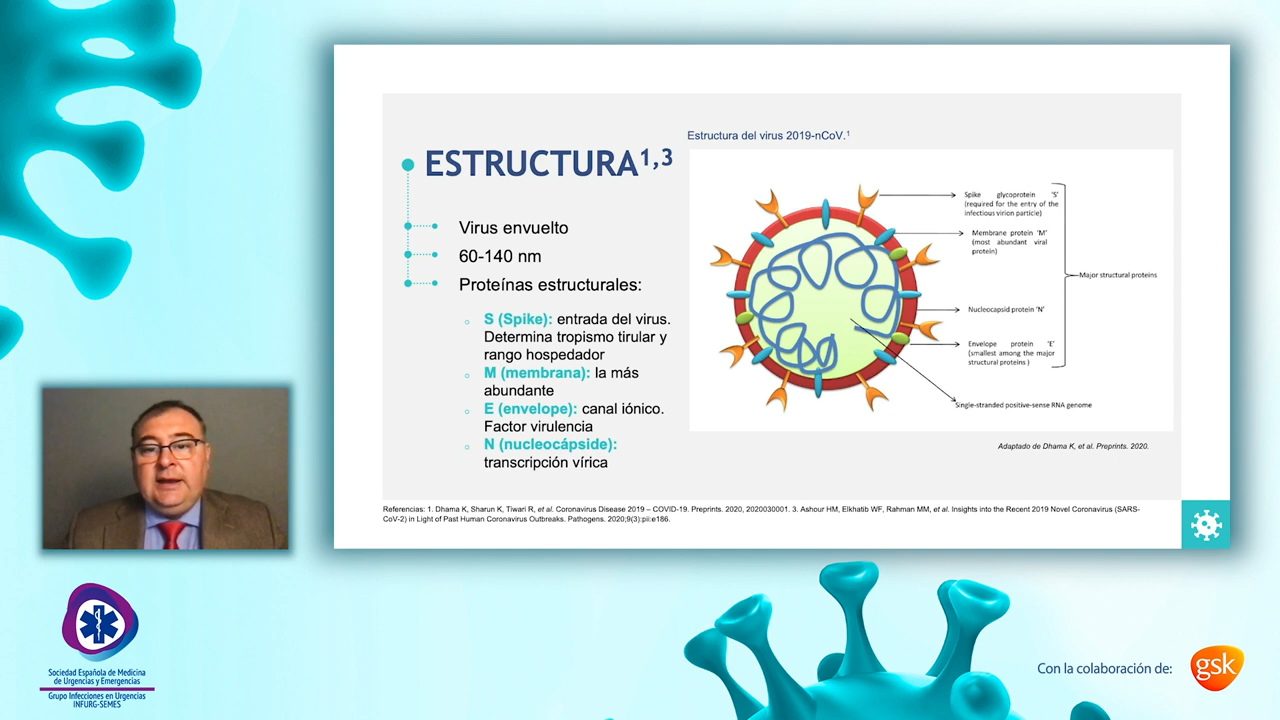 Estructura del virus 2019-nCoV.¹
ESTRUCTURA¹,³
Virus envuelto
60-140 nm
Proteínas estructurales:
S (Spike): entrada del virus.
Determina tropismo tirular y
rango hospedador
M (membrana): la más
abundante
E (envelope): canal iónico.
Factor virulencia
N (nucleocápside):
transcripción vírica
Spike glycoprotein 'S'
(required for the entry of the
infectious virion particle)
Membrane protein 'M'
(most abundant viral
protein)
Major structural proteins
Nucleocapsid protein 'N'
Envelope protein 'E'
(smallest among the major
structural proteins )
Single-stranded positive-sense RNA genome
Adaptado de Dhama K, et al. Preprints. 2020.
Referencias: 1. Dhama K, Sharun K, Tiwari R, et al. Coronavirus Disease 2019 – COVID-19. Preprints. 2020, 2020030001. 3. Ashour HM, Elkhatib WF, Rahman MM, et al. Insights into the Recent 2019 Novel Coronavirus (SARS-
CoV-2) in Light of Past Human Coronavirus Outbreaks. Pathogens. 2020;9(3):pii:e186.
Sociedad Española de Medicina
de Urgencias y Emergencias
Grupo Infecciones en Urgencias
INFURG-SEMES
Con la colaboración de:
gsk